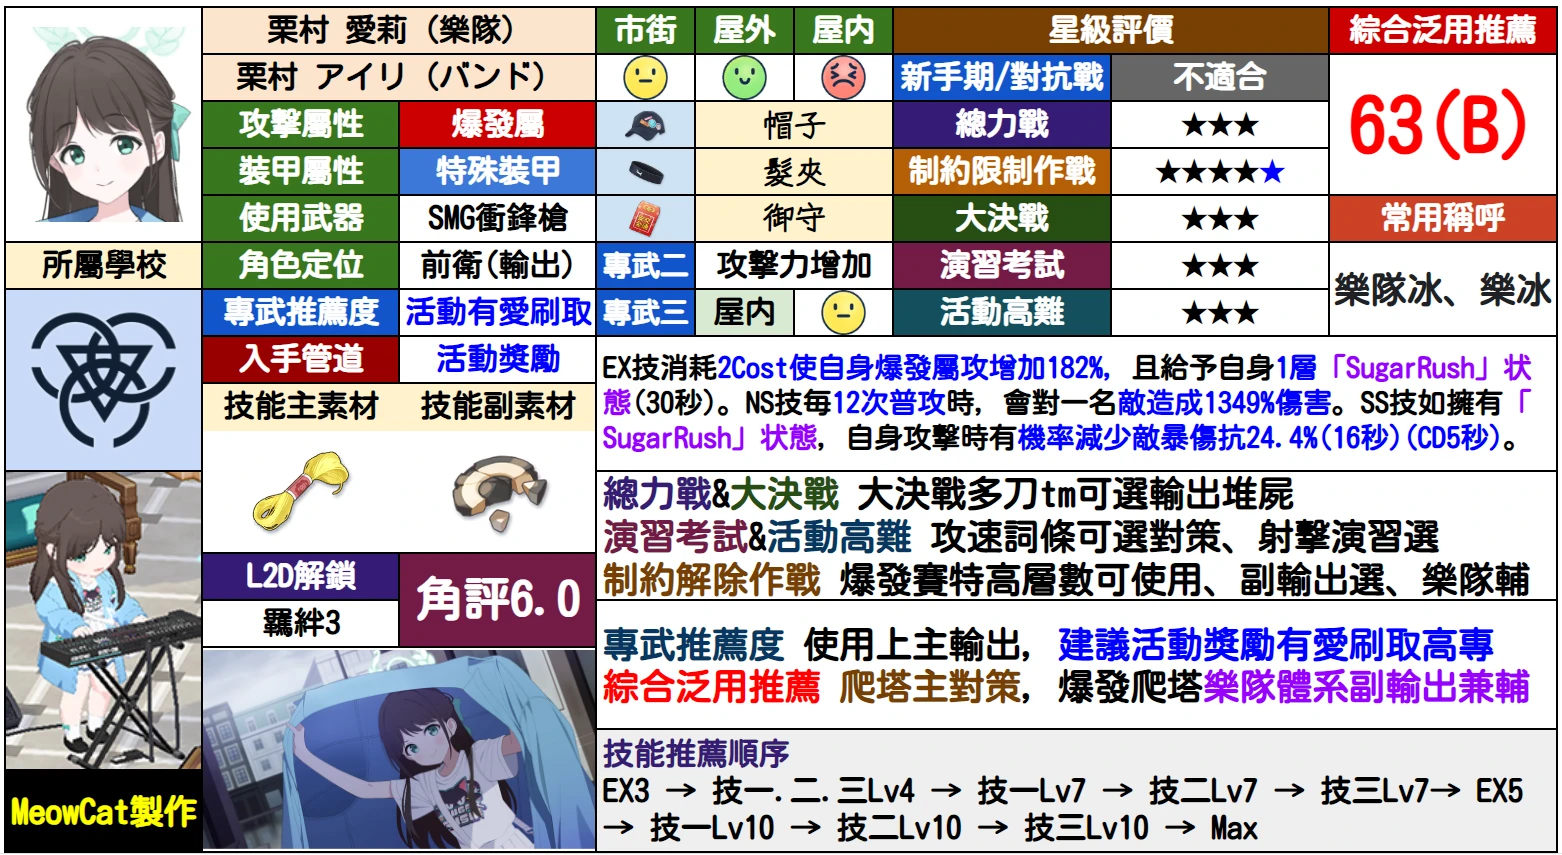 栗村 愛莉 (樂隊)
市街
屋外
屋內
星級評價
綜合泛用推薦
栗村 アイリ (バンド)
新手期/對抗戰
不適合
63(B)
攻擊屬性
爆發屬
帽子
總力戰
★★★
裝甲屬性
特殊裝甲
髮夾
制約限制作戰
★★★★★
使用武器
SMG衝鋒槍
御守
大決戰
★★★
常用稱呼
所屬學校
角色定位
前衛(輸出)
專武二
攻擊力增加
演習考試
★★★
樂隊冰、樂冰
專武推薦度
活動有愛刷取
專武三
屋內
活動高難
★★★
入手管道
活動獎勵
EX技消耗2Cost使自身爆發屬攻增加182%, 且給予自身1層「SugarRush」狀
態(30秒)。NS技每12次普攻時, 會對一名敵造成1349%傷害。SS技如擁有「
SugarRush」狀態, 自身攻擊時有機率減少敵暴傷抗24.4%(16秒)(CD5秒)。
技能主素材
技能副素材
總力戰&大決戰 大決戰多刀tm可選輸出堆屍
演習考試&活動高難 攻速詞條可選對策、射擊演習選
制約解除作戰 爆發賽特高層數可使用、副輸出選、樂隊輔
L2D解鎖
羈絆3
角評6.0
專武推薦度 使用上主輸出, 建議活動獎勵有愛刷取高專
綜合泛用推薦 爬塔主對策, 爆發爬塔樂隊體系副輸出兼輔
技能推薦順序
EX3 → 技一.二.三Lv4 → 技一Lv7 → 技二Lv7 → 技三Lv7→ EX5
→ 技一Lv10 → 技二Lv10 → 技三Lv10 → Max
MeowCat製作